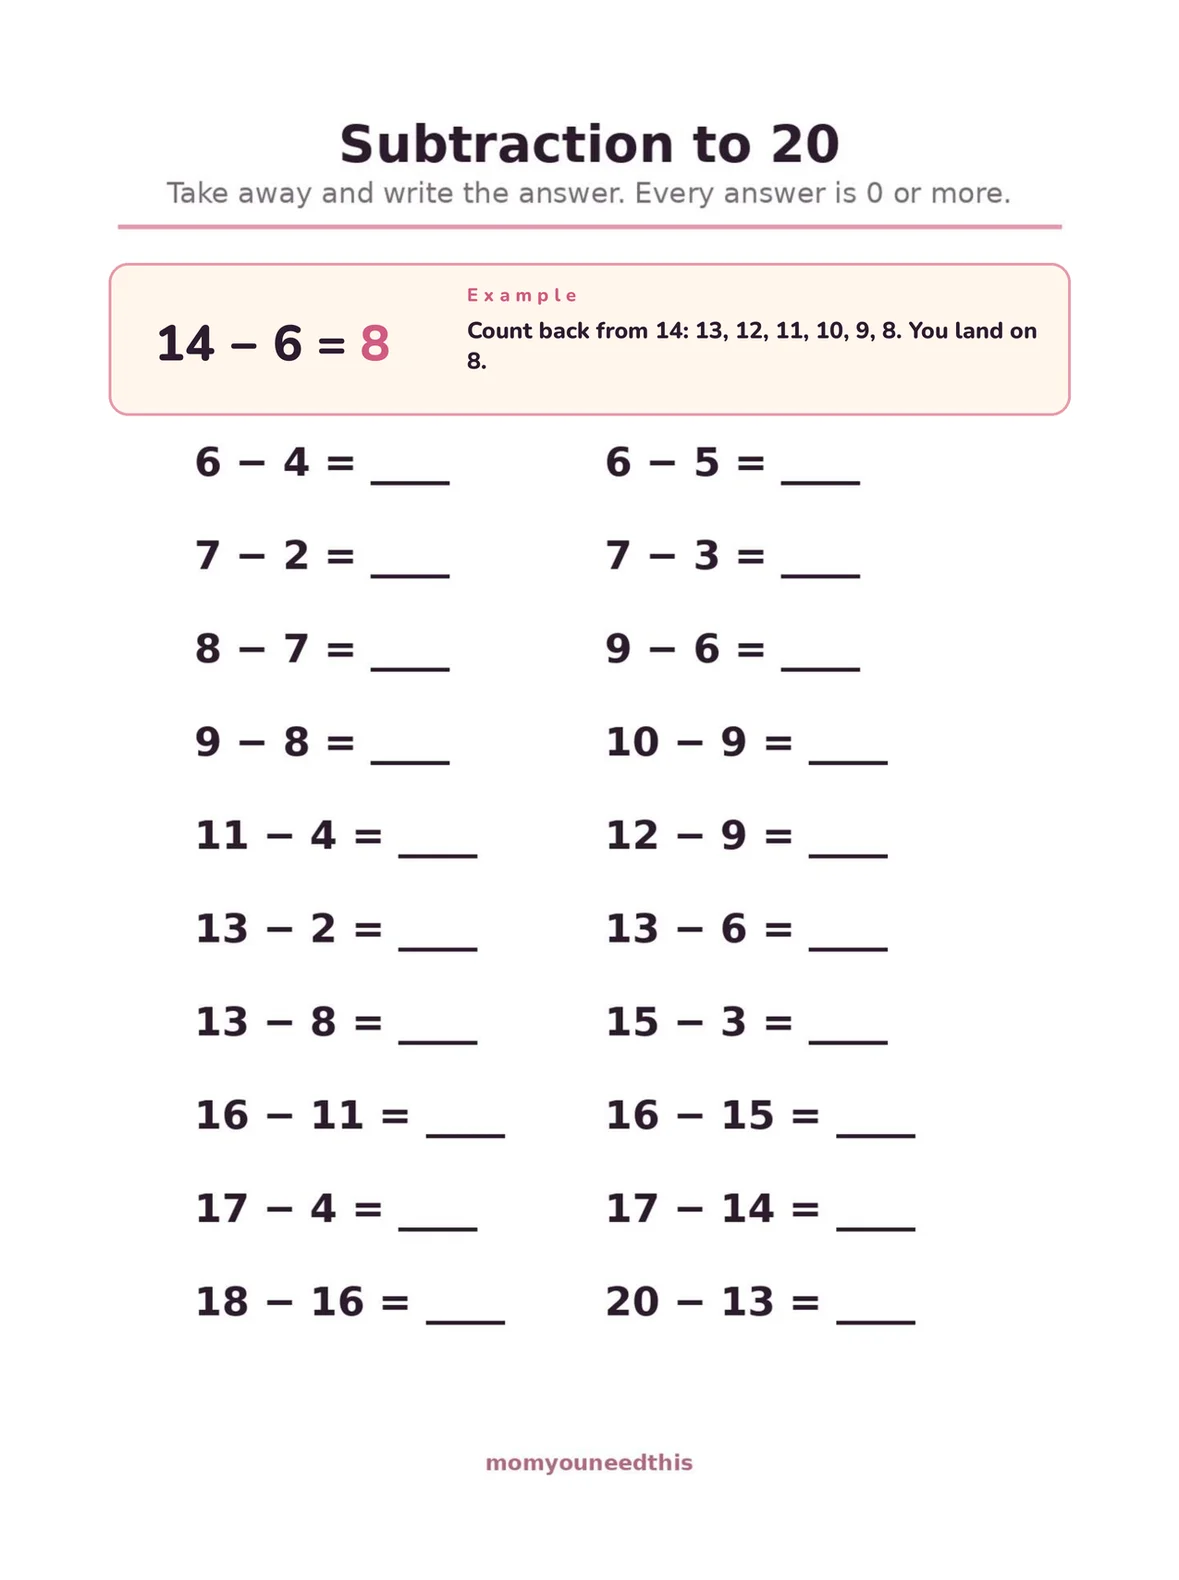 Subtraction to 20
Take away and write the answer. Every answer is 0 or more.
14 − 6 = 8
Example
Count back from 14: 13, 12, 11, 10, 9, 8. You land on
8.
6 − 4 = ____ 6 − 5 = ____
7 − 2 = ____ 7 − 3 = ____
8 − 7 = ____ 9 − 6 = ____
9 − 8 = ____ 10 − 9 = ____
11 − 4 = ____ 12 − 9 = ____
13 − 2 = ____ 13 − 6 = ____
13 − 8 = ____ 15 − 3 = ____
16 − 11 = ____ 16 − 15 = ____
17 − 4 = ____ 17 − 14 = ____
18 − 16 = ____ 20 − 13 = ____
momyouneedthis